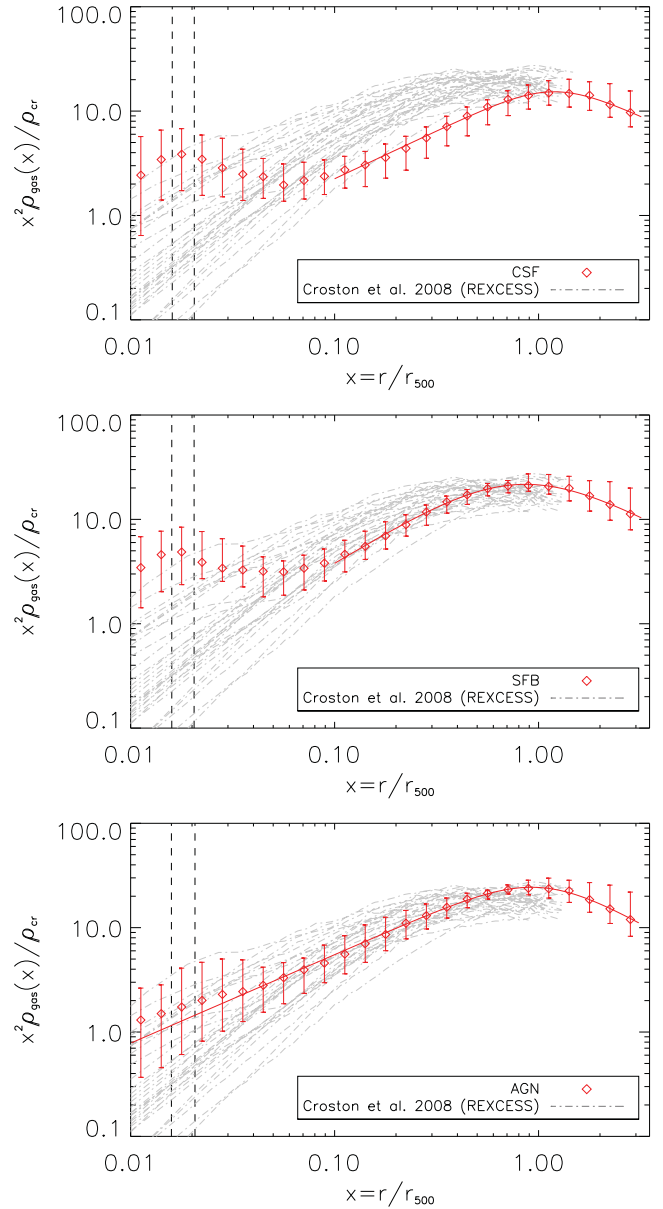 100.0
10.0
1.0
0.1
x²ρgas(x)/ρcr
CSF
Croston et al. 2008 (REXCESS)
0.01 0.10 1.00
x=r/r500
100.0
10.0
1.0
0.1
x²ρgas(x)/ρcr
SFB
Croston et al. 2008 (REXCESS)
0.01 0.10 1.00
x=r/r500
100.0
10.0
1.0
0.1
x²ρgas(x)/ρcr
AGN
Croston et al. 2008 (REXCESS)
0.01 0.10 1.00
x=r/r500